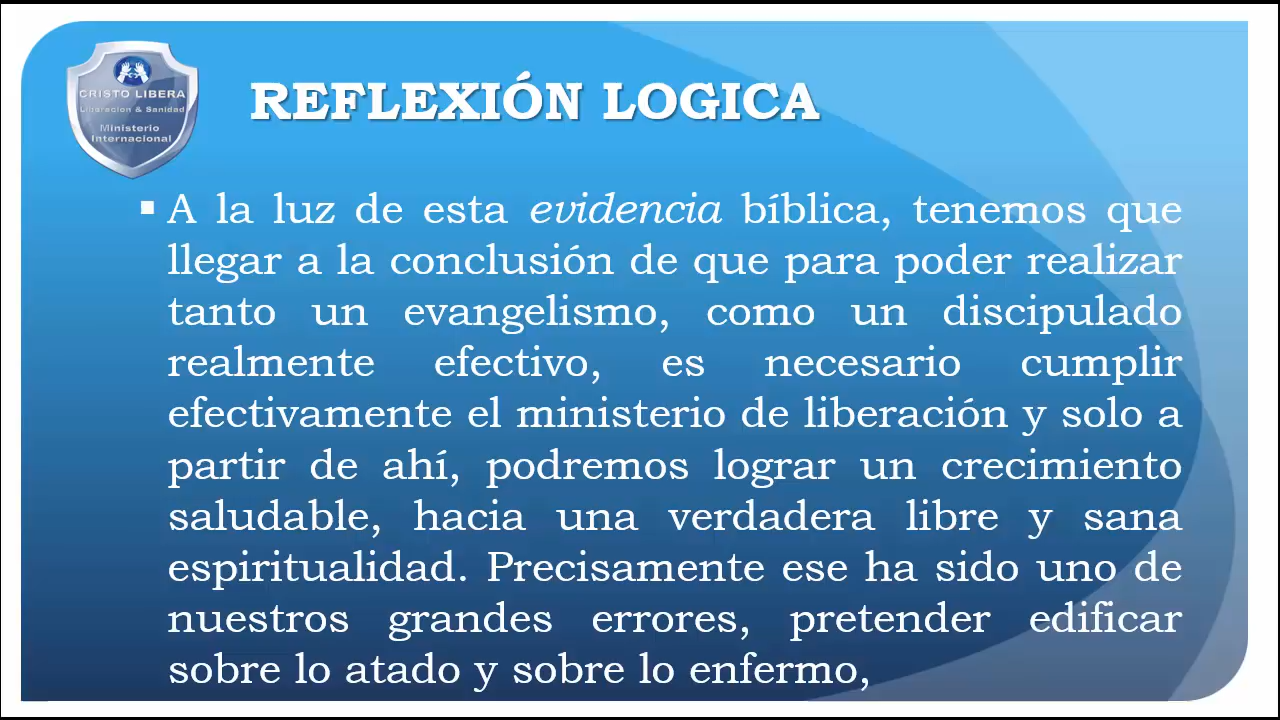 CRISTO LIBERA
Liberación & Sanidad
Ministerio
Internacional
REFLEXIÓN LOGICA
▪ A la luz de esta evidencia bíblica, tenemos que
llegar a la conclusión de que para poder realizar
tanto un evangelismo, como un discipulado
realmente efectivo, es necesario cumplir
efectivamente el ministerio de liberación y solo a
partir de ahí, podremos lograr un crecimiento
saludable, hacia una verdadera libre y sana
espiritualidad. Precisamente ese ha sido uno de
nuestros grandes errores, pretender edificar
sobre lo atado y sobre lo enfermo,